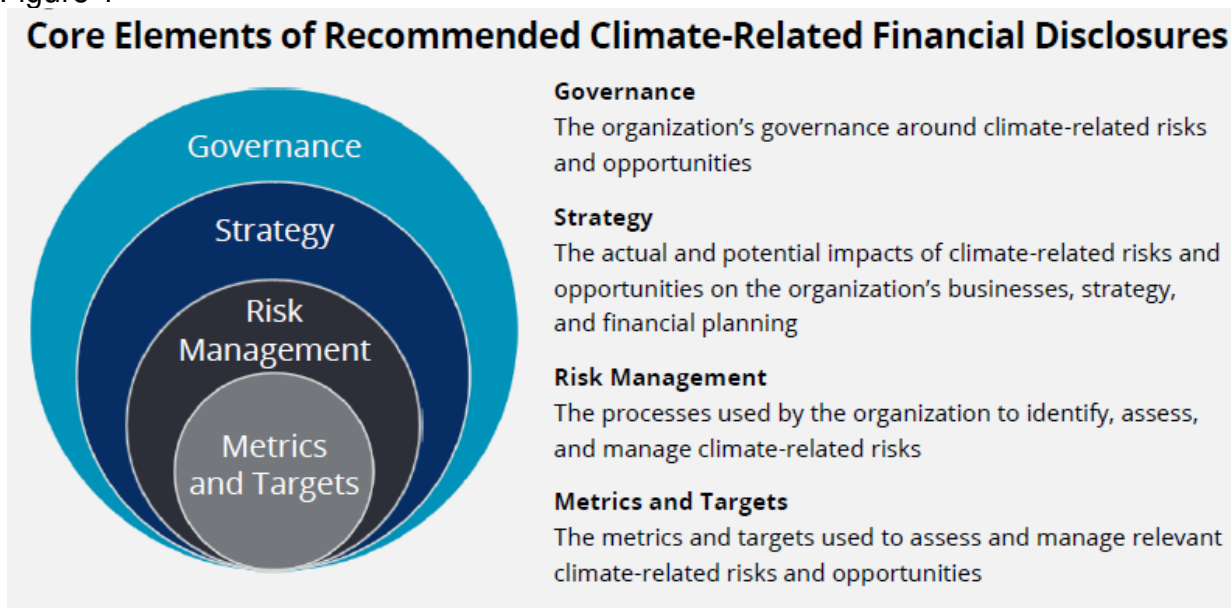 Core Elements of Recommended Climate-Related Financial Disclosures
Governance
Strategy
Risk
Management
Metrics
and Targets
Governance
The organization’s governance around climate-related risks
and opportunities
Strategy
The actual and potential impacts of climate-related risks and
opportunities on the organization’s businesses, strategy,
and financial planning
Risk Management
The processes used by the organization to identify, assess,
and manage climate-related risks
Metrics and Targets
The metrics and targets used to assess and manage relevant
climate-related risks and opportunities